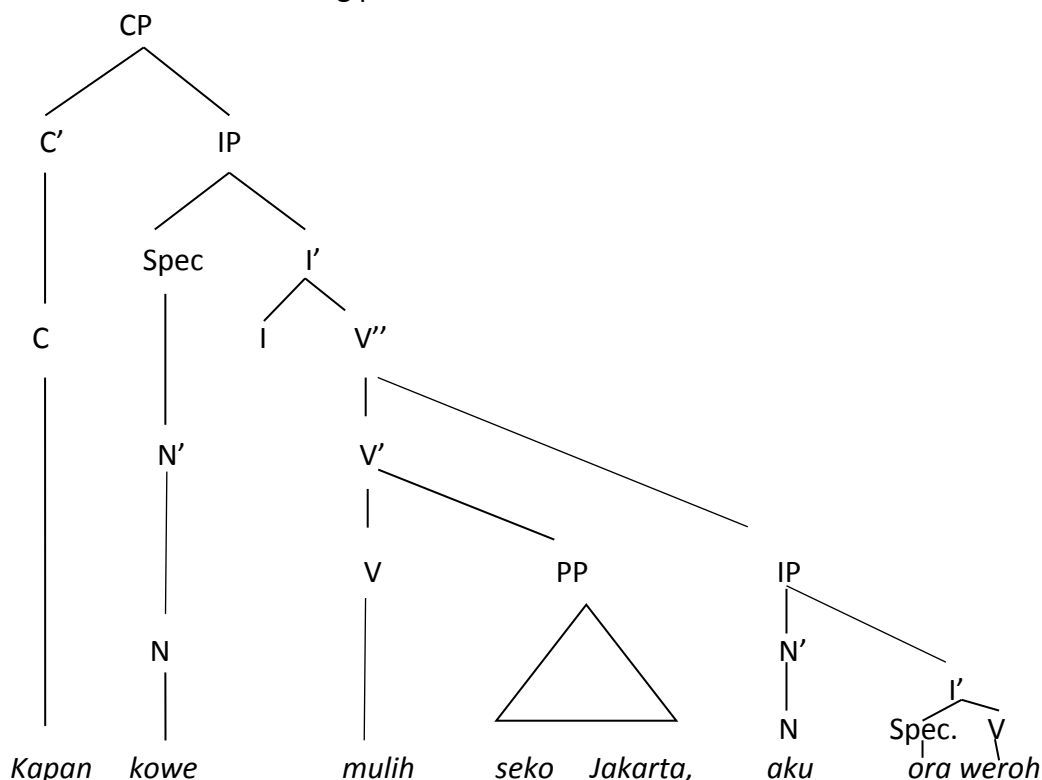 CP
C’ IP
Spec I’
C I V’’
N’ V’
V PP IP
N N’
I’
N Spec. V
Kapan kowe mulih seko Jakarta, aku ora weroh